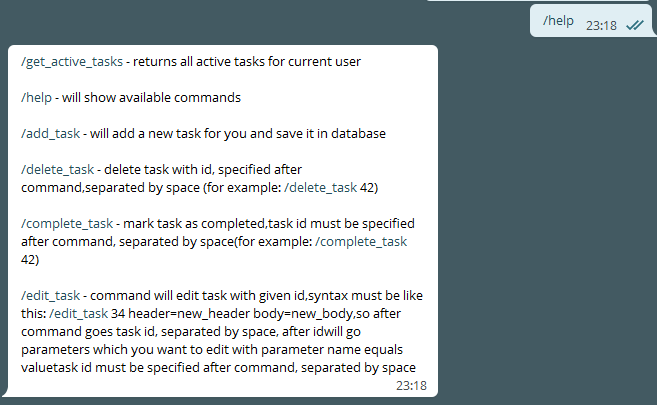 /help 23:18
/get_active_tasks - returns all active tasks for current user
/help - will show available commands
/add_task - will add a new task for you and save it in database
/delete_task - delete task with id, specified after
command,separated by space (for example: /delete_task 42)
/complete_task - mark task as completed,task id must be specified
after command, separated by space(for example: /complete_task
42)
/edit_task - command will edit task with given id,syntax must be like
this: /edit_task 34 header=new_header body=new_body,so after
command goes task id, separated by space, after idwill go
parameters which you want to edit with parameter name equals
valuetask id must be specified after command, separated by space
23:18